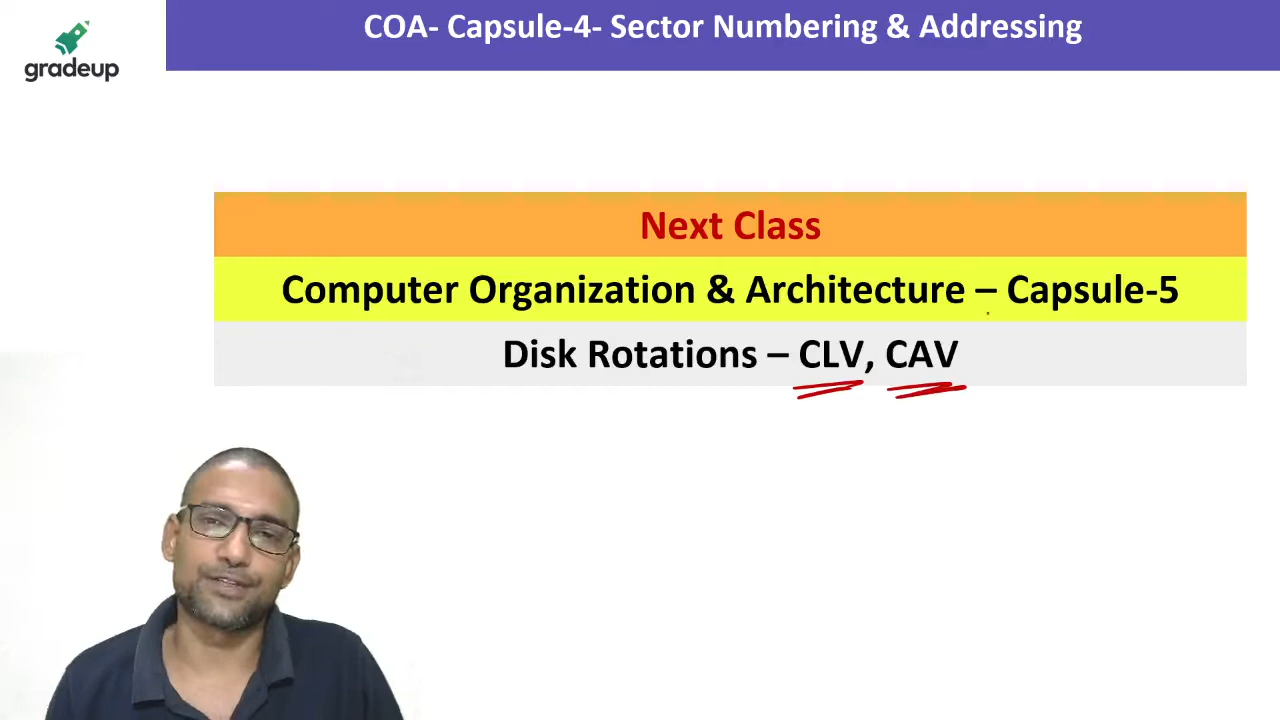 COA- Capsule-4- Sector Numbering & Addressing
gradeup
Next Class
Computer Organization & Architecture – Capsule-5
Disk Rotations – CLV, CAV